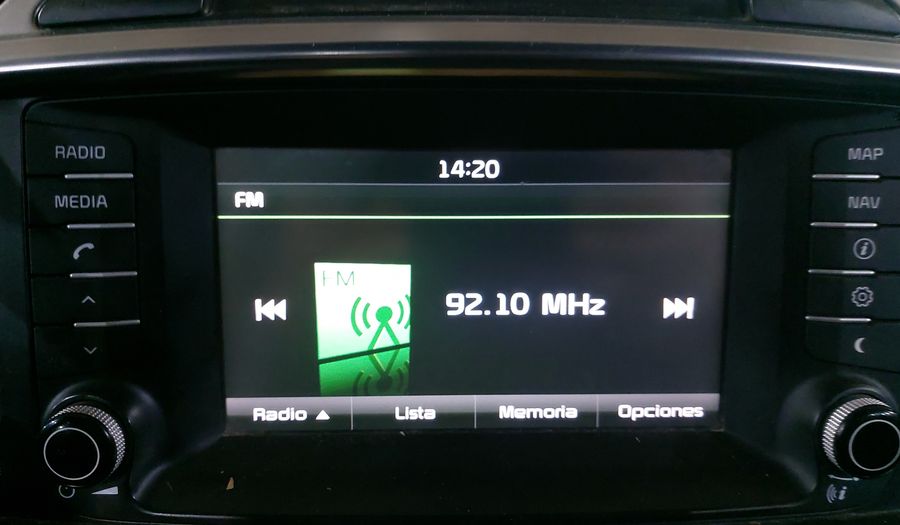 14:20
FM
FM
92.10 MHz
Radio ▲ Lista Memoria Opciones
RADIO
MEDIA
MAP
NAV